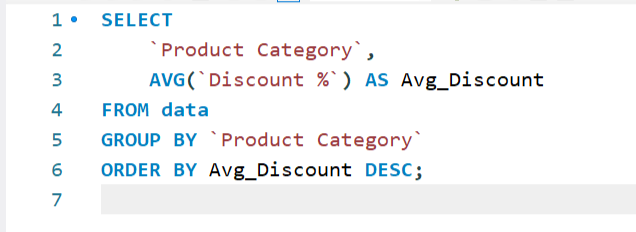 1 SELECT
2 `Product Category`,
3 AVG(`Discount %`) AS Avg_Discount
4 FROM data
5 GROUP BY `Product Category`
6 ORDER BY Avg_Discount DESC;
7